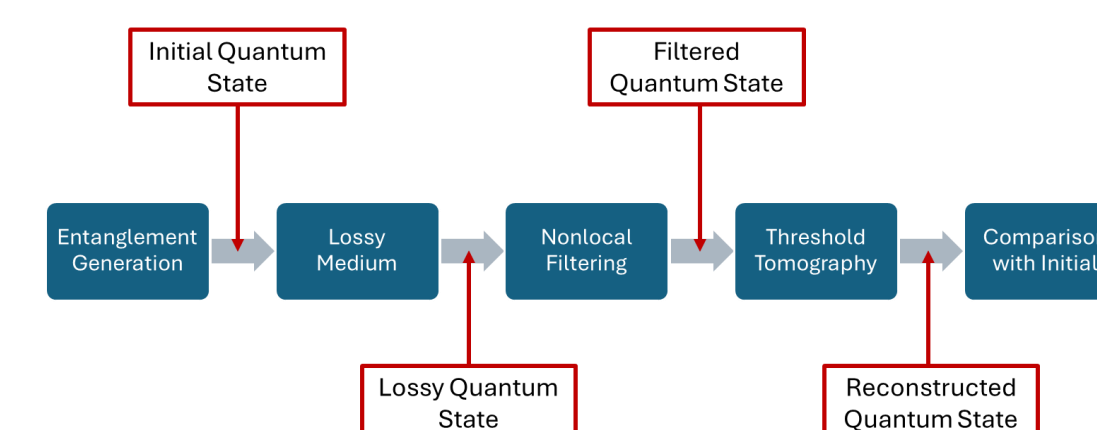 Initial Quantum
State
Filtered
Quantum State
Entanglement
Generation
Lossy
Medium
Nonlocal
Filtering
Threshold
Tomography
with Initial
Lossy Quantum
State
Reconstructed
Quantum State